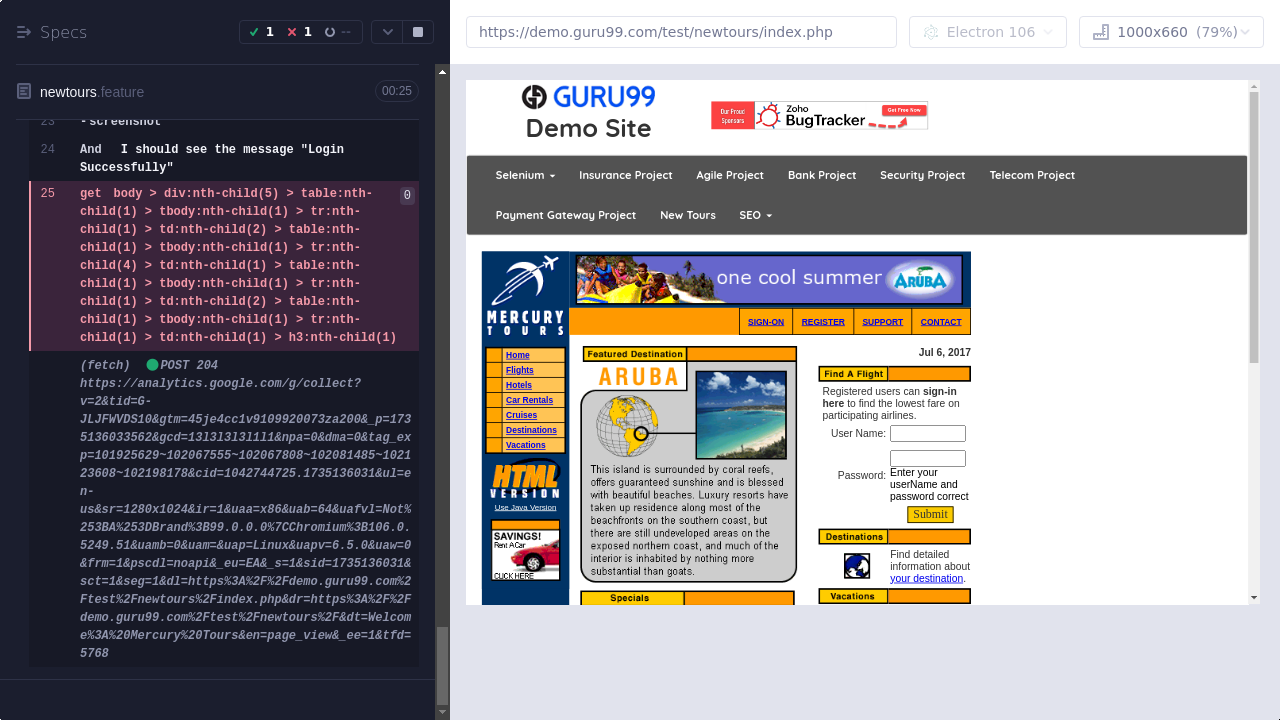 Specs
1
1
--
https://demo.guru99.com/test/newtours/index.php
Electron 106
1000x660 (79%)
newtours.feature
00:25
23
-screenshot
24
And I should see the message "Login
Successfully"
25
get body > div:nth-child(5) > table:nth-
child(1) > tbody:nth-child(1) > tr:nth-
child(1) > td:nth-child(2) > table:nth-
child(1) > tbody:nth-child(1) > tr:nth-
child(4) > td:nth-child(1) > table:nth-
child(1) > tbody:nth-child(1) > tr:nth-
child(1) > td:nth-child(2) > table:nth-
child(1) > tbody:nth-child(1) > tr:nth-
child(1) > td:nth-child(1) > h3:nth-child(1)
0
(fetch) POST 204
https://analytics.google.com/g/collect?
v=2&tid=G-
JLJFWVDS10&gtm=45je4cc1v9109920073za200&_p=173
5136033562&gcd=13l3l3l3l1l1&npa=0&dma=0&tag_ex
p=101925629~102067555~102067808~102081485~1021
23608~102198178&cid=1042744725.1735136031&ul=e
n-
us&sr=1280x1024&ir=1&uaa=x86&uab=64&uafvl=Not%
253BA%253DBrand%3B99.0.0.0%7CChromium%3B106.0.
5249.51&uamb=0&uam=&uap=Linux&uapv=6.5.0&uaw=0
&frm=1&pscdl=noapi&_eu=EA&_s=1&sid=1735136031&
sct=1&seg=1&dl=https%3A%2F%2Fdemo.guru99.com%2
Ftest%2Fnewtours%2Findex.php&dr=https%3A%2F%2F
demo.guru99.com%2Ftest%2Fnewtours%2F&dt=Welcom
e%3A%20Mercury%20Tours&en=page_view&_ee=1&tfd=
5768
GURU99
Demo Site
Our Proud
Sponsors
Zoho
BugTracker
Get Free Now
Selenium
Insurance Project
Agile Project
Bank Project
Security Project
Telecom Project
Payment Gateway Project
New Tours
SEO
MERCURY
TOURS
one cool summer
ARUBA
SIGN-ON
REGISTER
SUPPORT
CONTACT
Home
Flights
Hotels
Car Rentals
Cruises
Destinations
Vacations
HTML
VERSION
Use Java Version
SAVINGS!
Rent A Car
CLICK HERE
Featured Destination
ARUBA
This island is surrounded by coral reefs,
offers guaranteed sunshine and is blessed
with beautiful beaches. Luxury resorts have
taken up residence along most of the
beachfronts on the southern coast, but
there are still undeveloped areas on the
exposed northern coast, and much of the
interior is inhabited by nothing more
substantial than goats.
Specials
Jul 6, 2017
Find A Flight
Registered users can sign-in
here to find the lowest fare on
participating airlines.
User Name:
Password:
Enter your
userName and
password correct
Submit
Destinations
Find detailed
information about
your destination.
Vacations